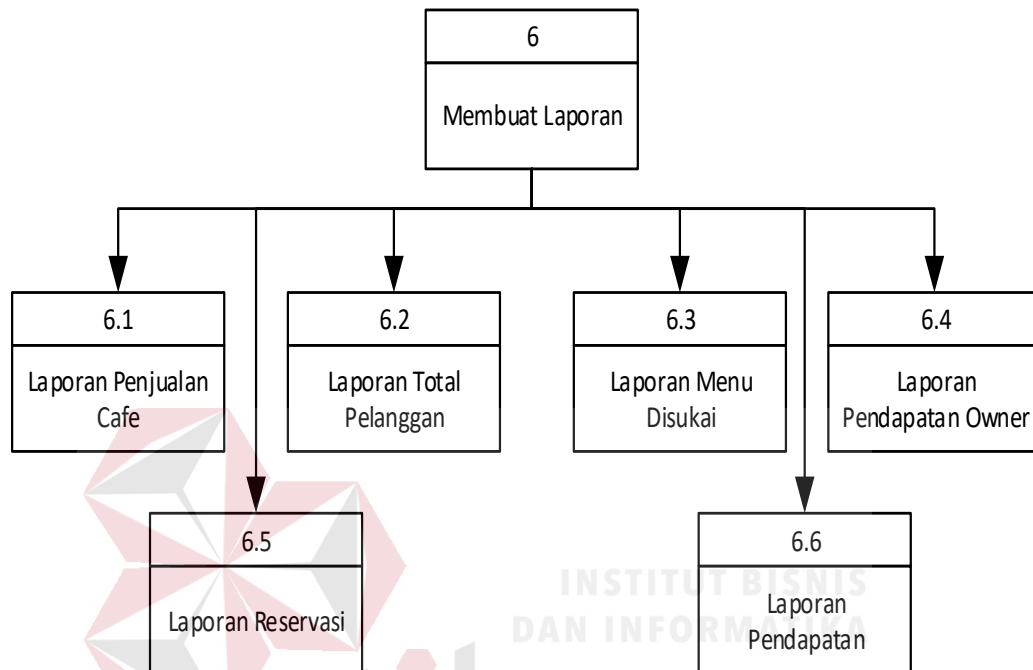 6
Membuat Laporan
6.1
Laporan Penjualan
Cafe
6.2
Laporan Total
Pelanggan
6.3
Laporan Menu
Disukai
6.4
Laporan
Pendapatan Owner
6.5
Laporan Reservasi
6.6
Laporan
Pendapatan
INSTITUT BISNIS
DAN INFORMATIKA